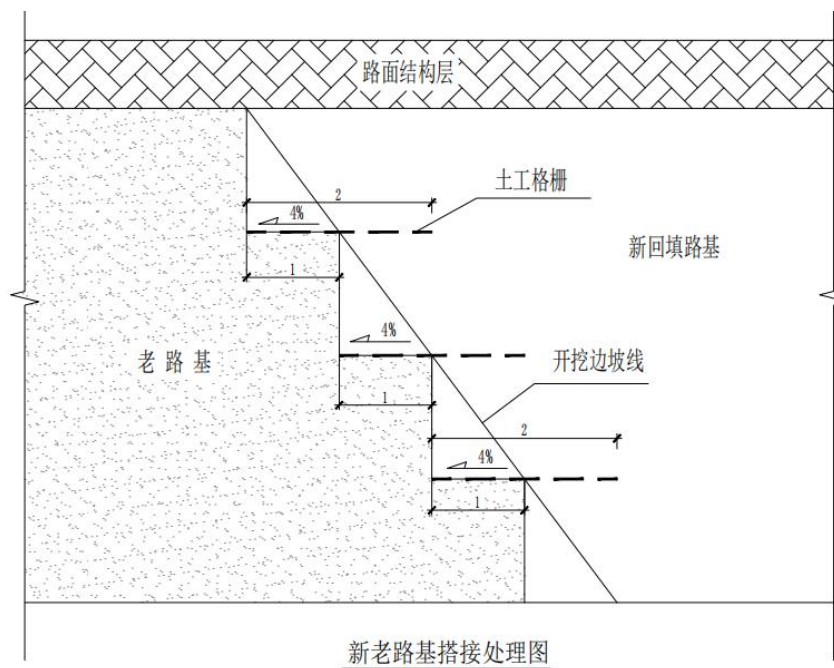 路面结构层
2
土工格栅
4%
新回填路基
1
4%
老路基
开挖边坡线
1
2
4%
1
新老路基搭接处理图